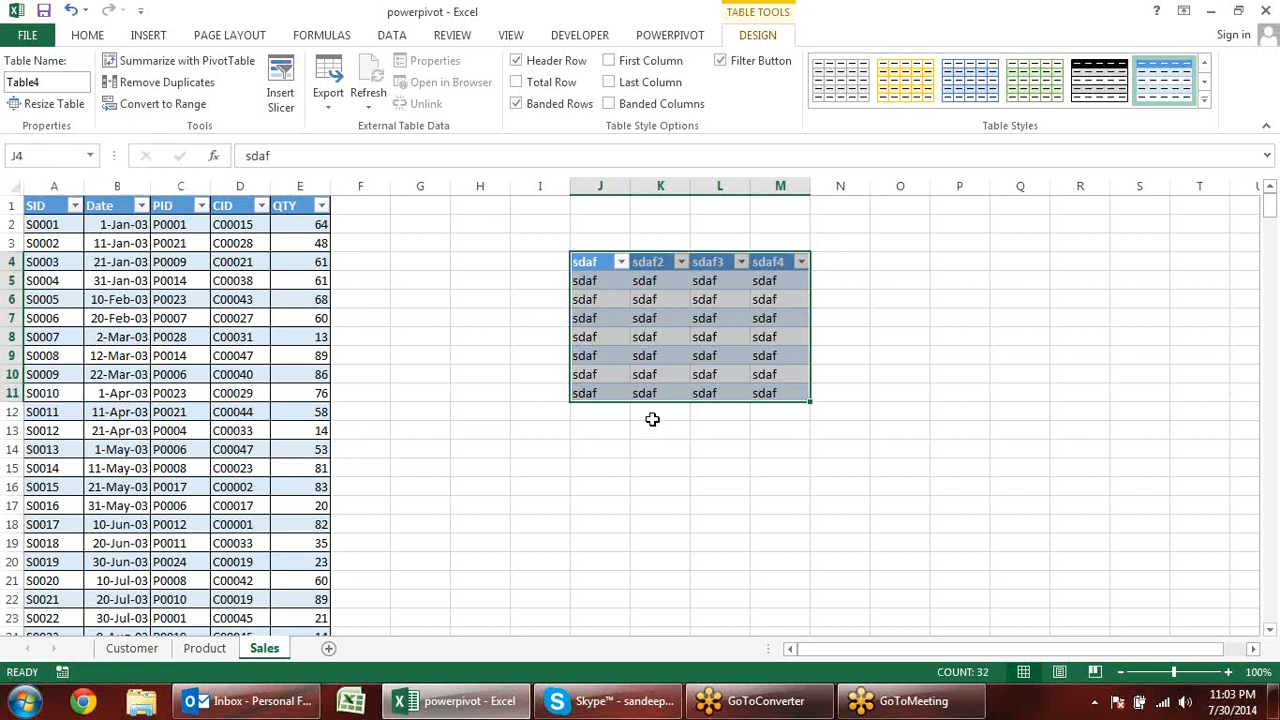 powerpivot - Excel
TABLE TOOLS
FILE HOME INSERT PAGE LAYOUT FORMULAS DATA REVIEW VIEW DEVELOPER POWERPIVOT DESIGN Sign in
Table Name:
Table4
Resize Table
Properties
Summarize with PivotTable
Remove Duplicates
Convert to Range
Tools
Insert
Slicer
Export
Refresh
Properties
Open in Browser
Unlink
External Table Data
Header Row First Column Filter Button
Total Row Last Column
Banded Rows Banded Columns
Table Style Options
Table Styles
J4 fx sdaf
A B C D E F G H I J K L M N O P Q R S T U
1 SID Date PID CID QTY
2 S0001 1-Jan-03 P0001 C00015 64
3 S0002 11-Jan-03 P0021 C00028 48
4 S0003 21-Jan-03 P0009 C00021 61 sdaf sdaf2 sdaf3 sdaf4
5 S0004 31-Jan-03 P0014 C00038 61 sdaf sdaf sdaf sdaf
6 S0005 10-Feb-03 P0023 C00043 68 sdaf sdaf sdaf sdaf
7 S0006 20-Feb-03 P0007 C00027 60 sdaf sdaf sdaf sdaf
8 S0007 2-Mar-03 P0028 C00031 13 sdaf sdaf sdaf sdaf
9 S0008 12-Mar-03 P0014 C00047 89 sdaf sdaf sdaf sdaf
10 S0009 22-Mar-03 P0006 C00040 86 sdaf sdaf sdaf sdaf
11 S0010 1-Apr-03 P0023 C00029 76 sdaf sdaf sdaf sdaf
12 S0011 11-Apr-03 P0021 C00044 58
13 S0012 21-Apr-03 P0004 C00033 14
14 S0013 1-May-03 P0006 C00047 53
15 S0014 11-May-03 P0008 C00023 81
16 S0015 21-May-03 P0017 C00002 83
17 S0016 31-May-03 P0006 C00017 20
18 S0017 10-Jun-03 P0012 C00001 82
19 S0018 20-Jun-03 P0011 C00033 35
20 S0019 30-Jun-03 P0024 C00019 23
21 S0020 10-Jul-03 P0008 C00042 60
22 S0021 20-Jul-03 P0010 C00019 89
23 S0022 30-Jul-03 P0001 C00045 21
Customer Product Sales
READY COUNT: 32 100%
Inbox - Personal F... powerpivot - Excel Skype™ - sandeep... GoToConverter GoToMeeting
11:03 PM
7/30/2014